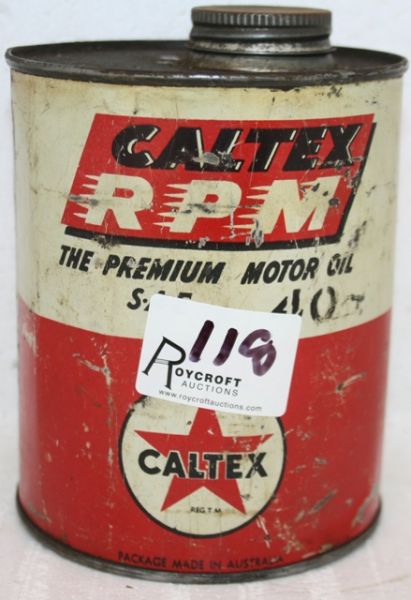 CALTEX
RPM
THE PREMIUM MOTOR OIL
S.A.E. 40
118
ROYCROFT
AUCTIONS
www.roycroftauctions.com
CALTEX
REG. T.M.
PACKAGE MADE IN AUSTRALIA